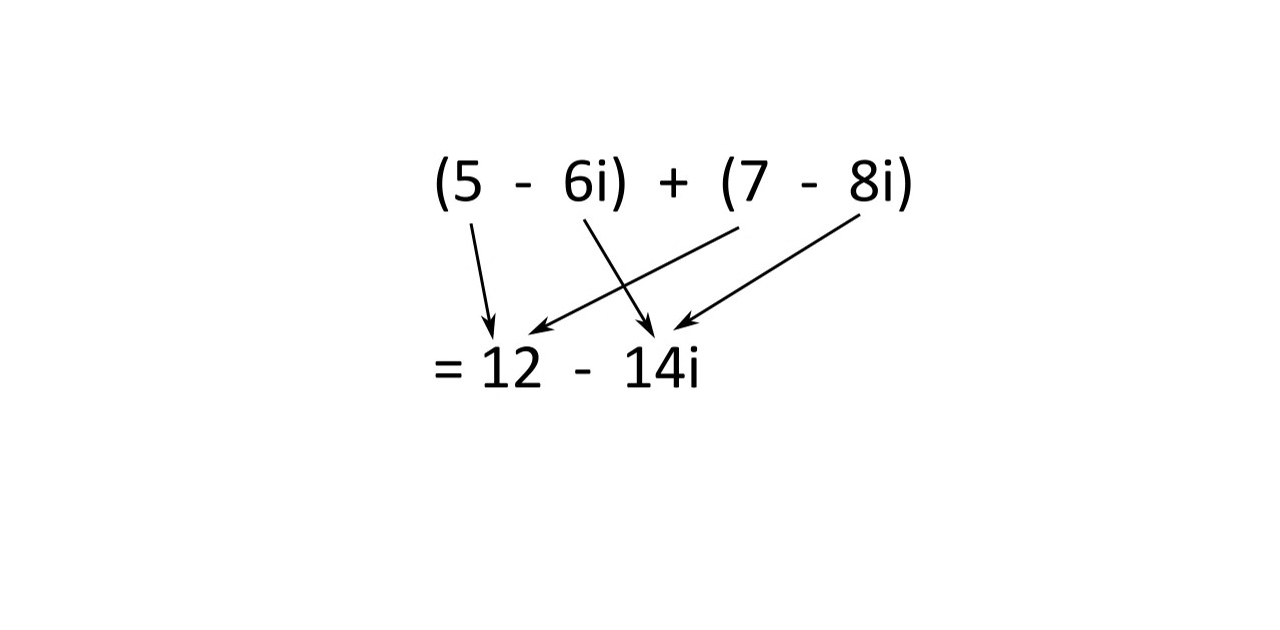 (5 - 6i) + (7 - 8i)
= 12 - 14i